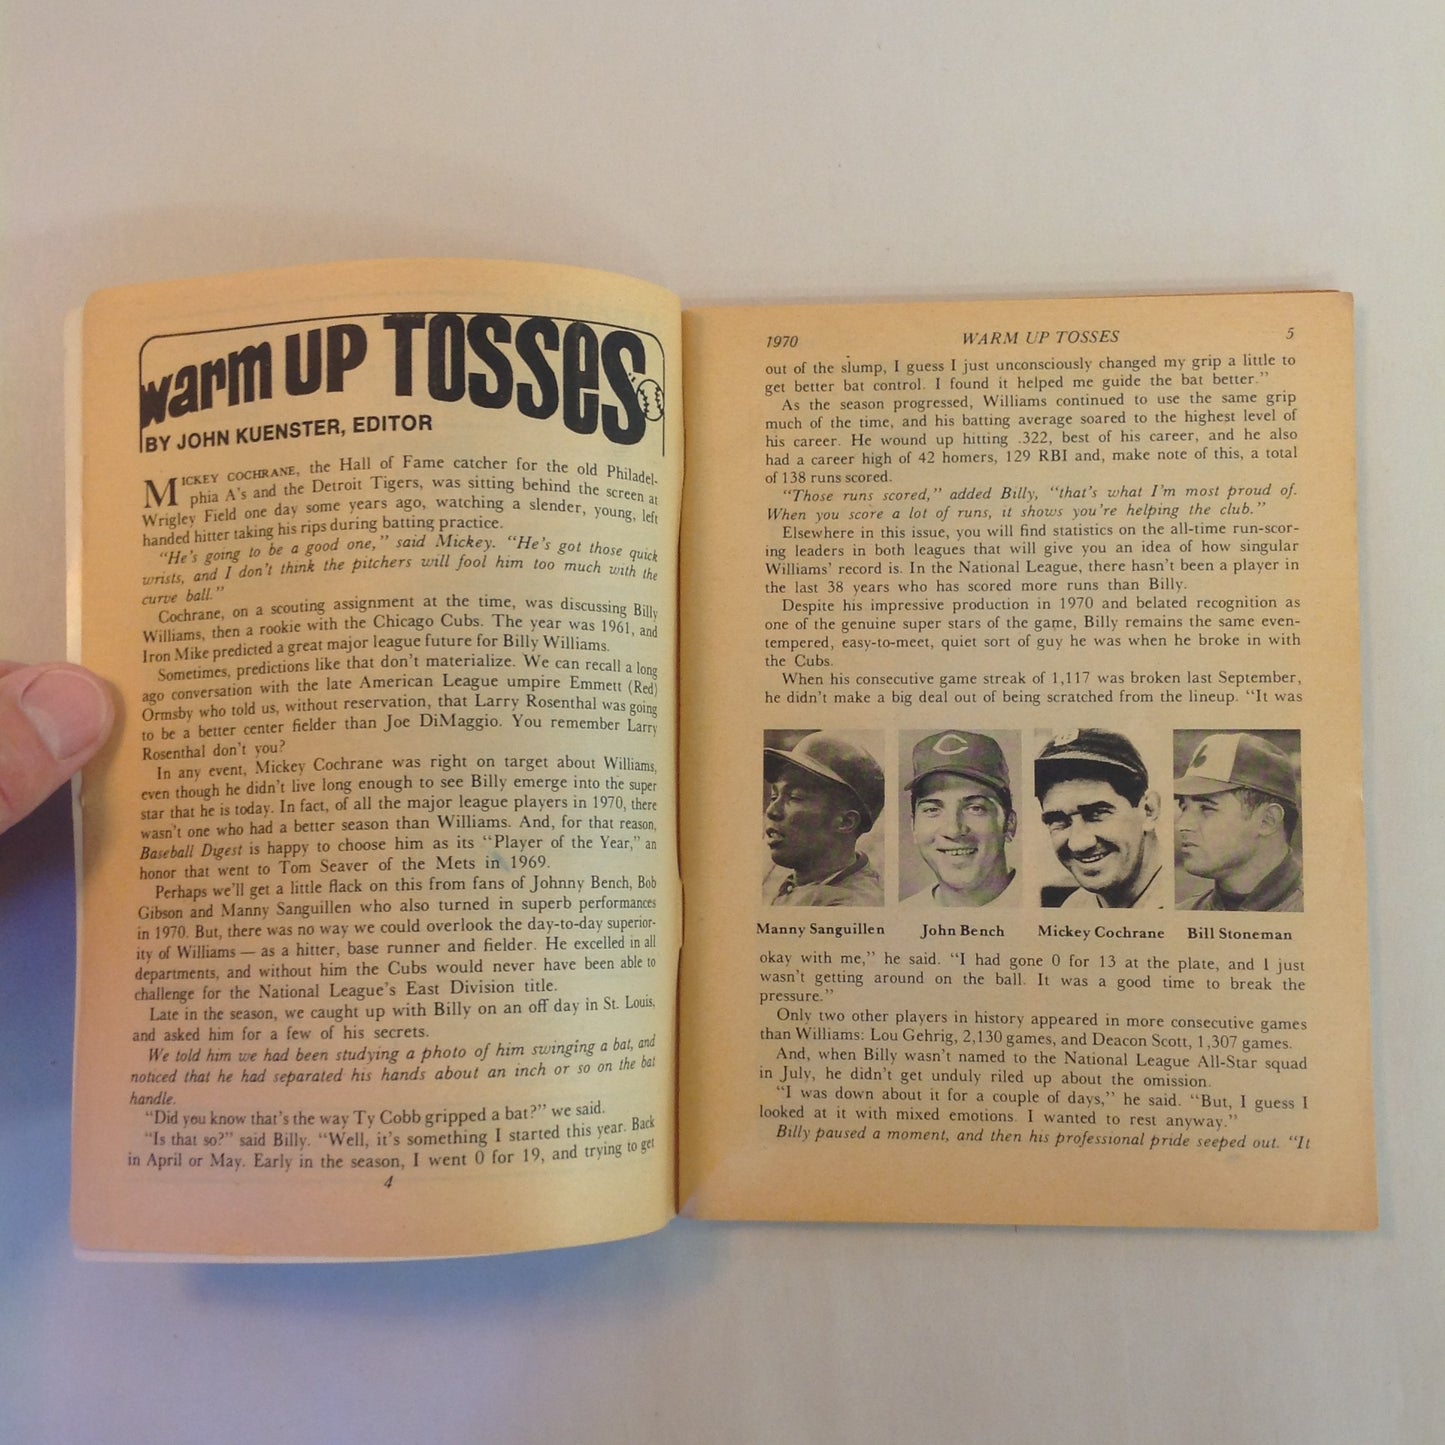 warm UP TOSSES
BY JOHN KUENSTER, EDITOR
MICKEY COCHRANE, the Hall of Fame catcher for the old Philadel-
phia A's and the Detroit Tigers, was sitting behind the screen at
Wrigley Field one day some years ago, watching a slender, young, left
handed hitter taking his rips during batting practice.
"He's going to be a good one," said Mickey. "He's got those quick
wrists, and I don't think the pitchers will fool him too much with the
curve ball."
Cochrane, on a scouting assignment at the time, was discussing Billy
Williams, then a rookie with the Chicago Cubs. The year was 1961, and
Iron Mike predicted a great major league future for Billy Williams.
Sometimes, predictions like that don't materialize. We can recall a long
ago conversation with the late American League umpire Emmett (Red)
Ormsby who told us, without reservation, that Larry Rosenthal was going
to be a better center fielder than Joe DiMaggio. You remember Larry
Rosenthal don't you?
In any event, Mickey Cochrane was right on target about Williams,
even though he didn't live long enough to see Billy emerge into the super
star that he is today. In fact, of all the major league players in 1970, there
wasn't one who had a better season than Williams. And, for that reason,
Baseball Digest is happy to choose him as its "Player of the Year," an
honor that went to Tom Seaver of the Mets in 1969.
Perhaps we'll get a little flack on this from fans of Johnny Bench, Bob
Gibson and Manny Sanguillen who also turned in superb performances
in 1970. But, there was no way we could overlook the day-to-day superior-
ity of Williams — as a hitter, base runner and fielder. He excelled in all
departments, and without him the Cubs would never have been able to
challenge for the National League's East Division title.
Late in the season, we caught up with Billy on an off day in St. Louis,
and asked him for a few of his secrets.
We told him we had been studying a photo of him swinging a bat, and
noticed that he had separated his hands about an inch or so on the bat
handle.
"Did you know that's the way Ty Cobb gripped a bat?" we said.
"Is that so?" said Billy. "Well, it's something I started this year. Back
in April or May. Early in the season, I went 0 for 19, and trying to get
4
1970 WARM UP TOSSES 5
out of the slump, I guess I just unconsciously changed my grip a little to
get better bat control. I found it helped me guide the bat better."
As the season progressed, Williams continued to use the same grip
much of the time, and his batting average soared to the highest level of
his career. He wound up hitting .322, best of his career, and he also
had a career high of 42 homers, 129 RBI and, make note of this, a total
of 138 runs scored.
"Those runs scored," added Billy, "that's what I'm most proud of.
When you score a lot of runs, it shows you're helping the club."
Elsewhere in this issue, you will find statistics on the all-time run-scor-
ing leaders in both leagues that will give you an idea of how singular
Williams' record is. In the National League, there hasn't been a player in
the last 38 years who has scored more runs than Billy.
Despite his impressive production in 1970 and belated recognition as
one of the genuine super stars of the game, Billy remains the same even-
tempered, easy-to-meet, quiet sort of guy he was when he broke in with
the Cubs.
When his consecutive game streak of 1,117 was broken last September,
he didn't make a big deal out of being scratched from the lineup. "It was
C
Manny Sanguillen John Bench Mickey Cochrane Bill Stoneman
okay with me," he said. "I had gone 0 for 13 at the plate, and I just
wasn't getting around on the ball. It was a good time to break the
pressure."
Only two other players in history appeared in more consecutive games
than Williams: Lou Gehrig, 2,130 games, and Deacon Scott, 1,307 games.
And, when Billy wasn't named to the National League All-Star squad
in July, he didn't get unduly riled up about the omission.
"I was down about it for a couple of days," he said. "But, I guess I
looked at it with mixed emotions. I wanted to rest anyway."
Billy paused a moment, and then his professional pride seeped out. "It